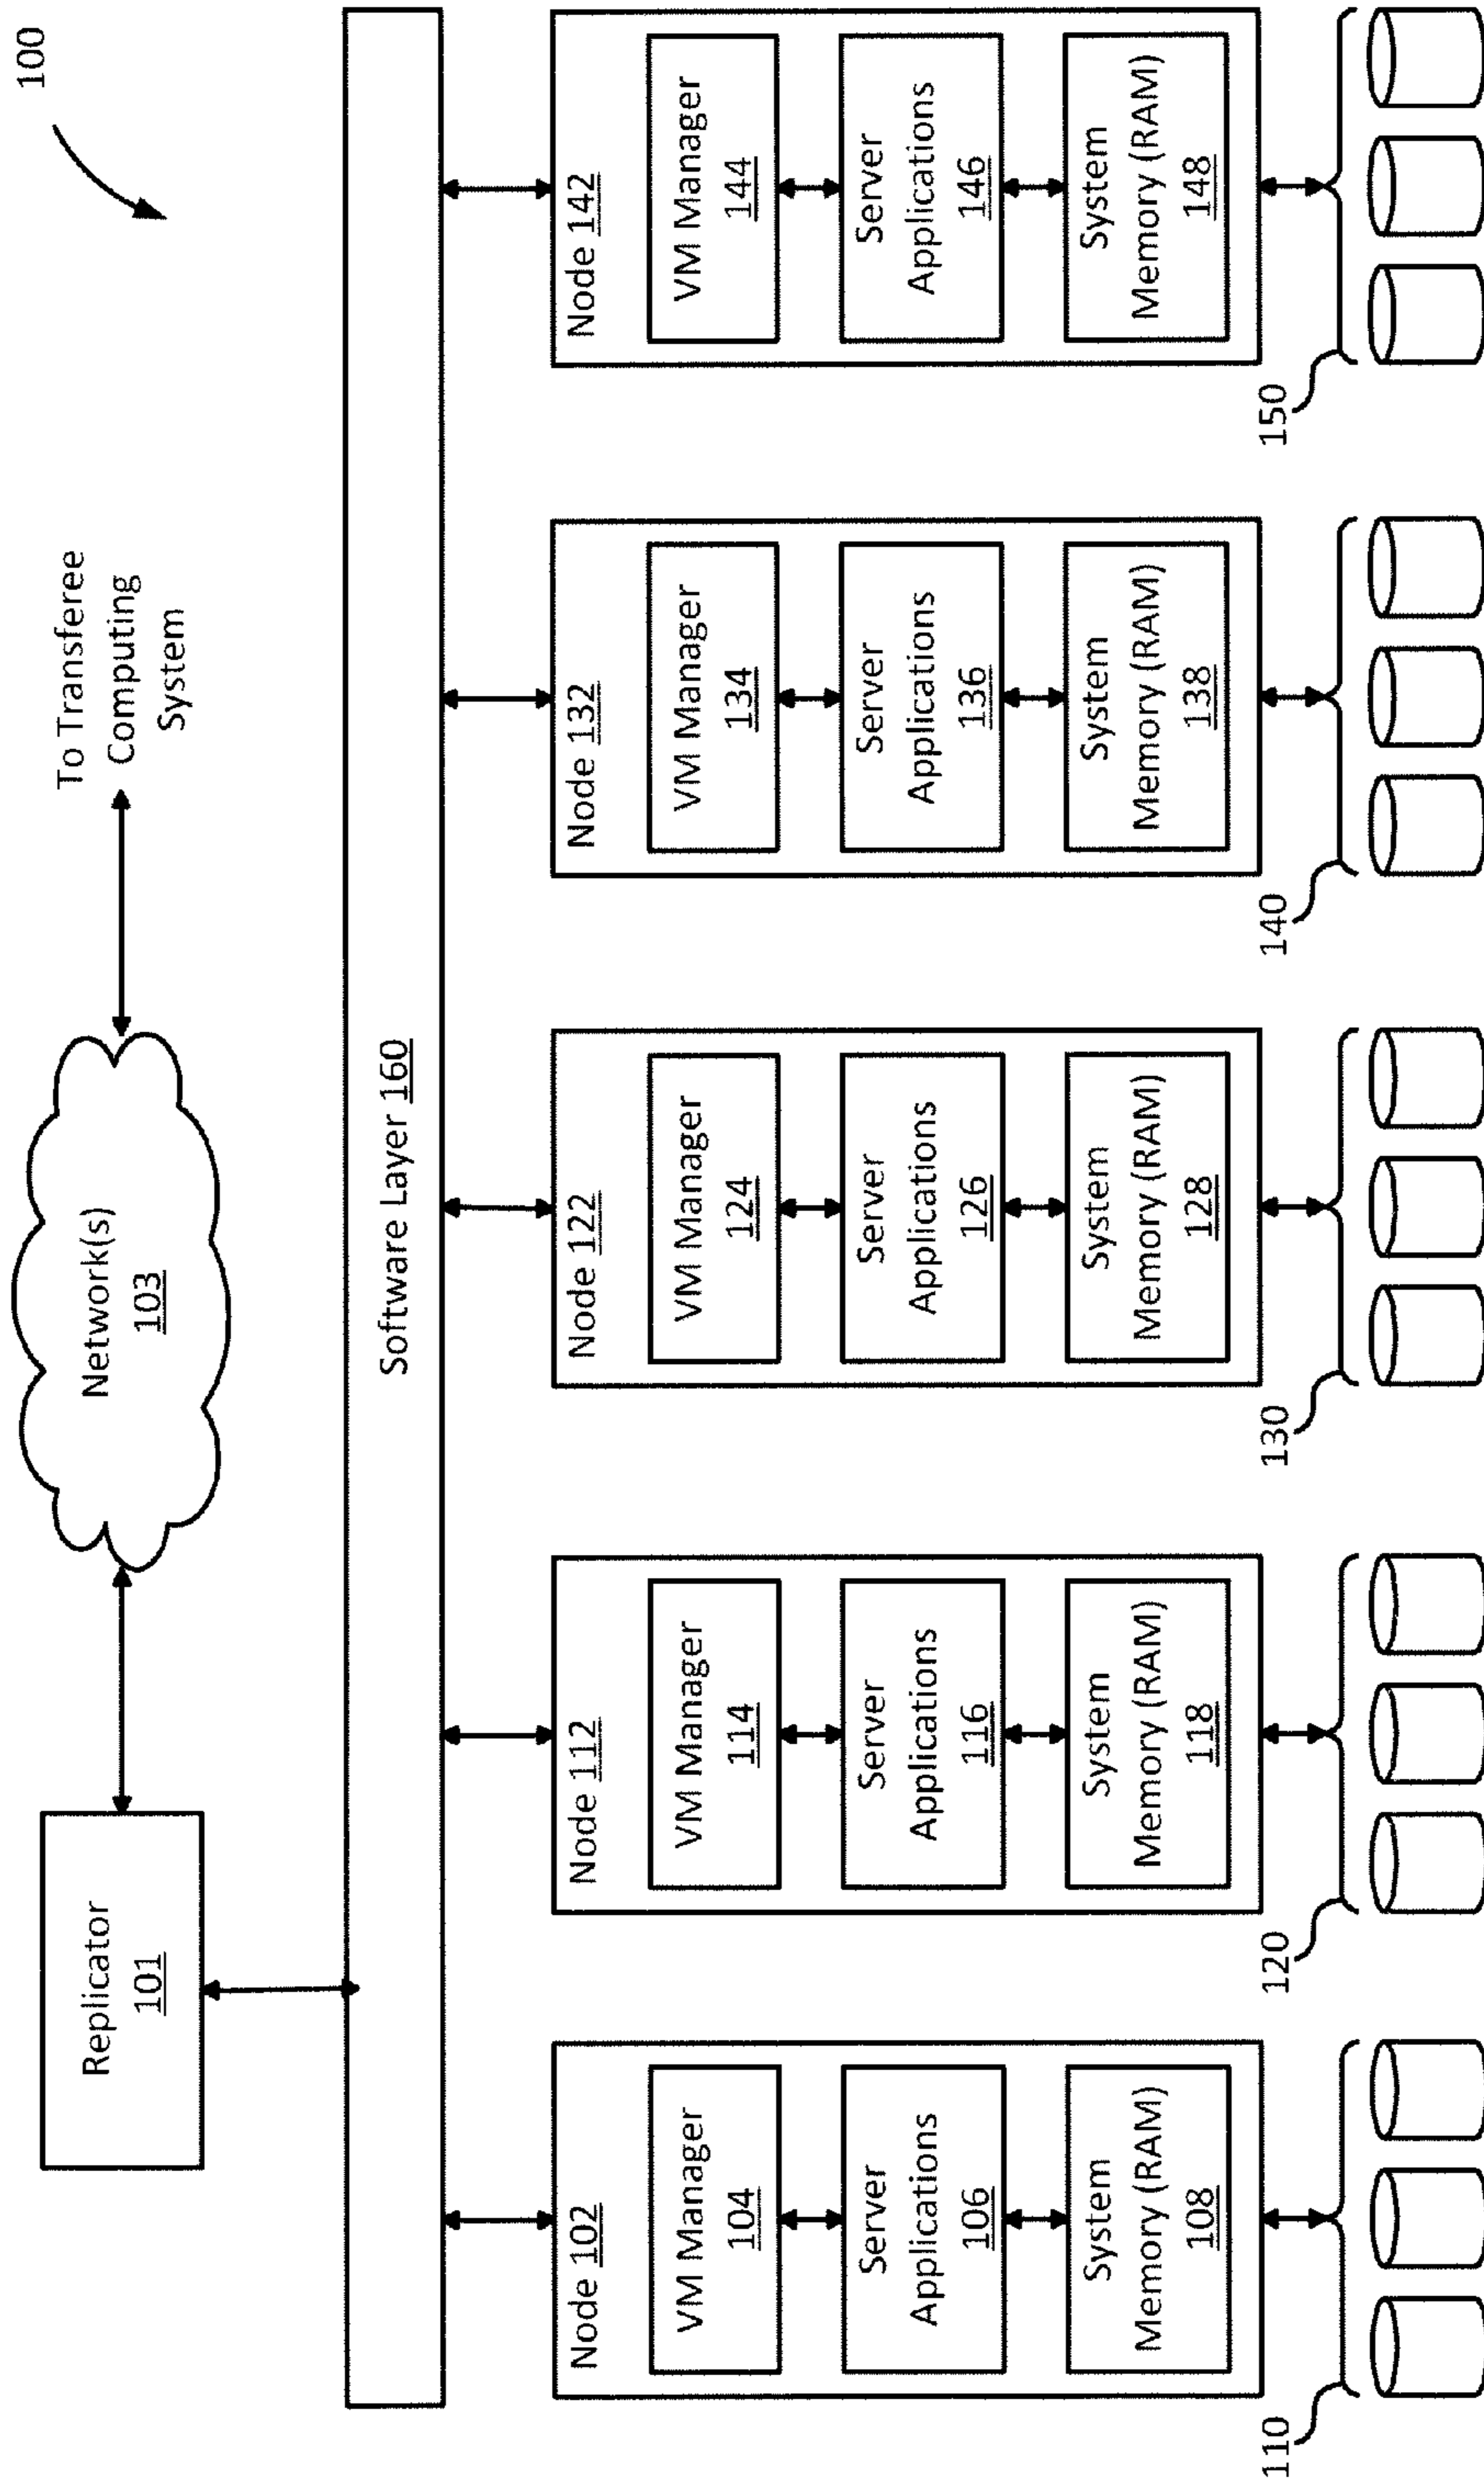 100
Replicator
101
Network(s)
103
To Transferee
Computing
System
Software Layer 160
Node 102
VM Manager
104
Server
Applications
106
System
Memory (RAM)
108
110
Node 112
VM Manager
114
Server
Applications
116
System
Memory (RAM)
118
120
Node 122
VM Manager
124
Server
Applications
126
System
Memory (RAM)
128
130
Node 132
VM Manager
134
Server
Applications
136
System
Memory (RAM)
138
140
Node 142
VM Manager
144
Server
Applications
146
System
Memory (RAM)
148
150